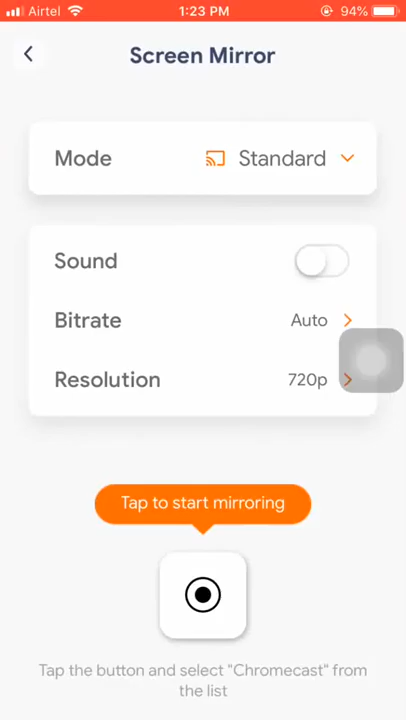 Airtel 1:23 PM 94%
Screen Mirror
Mode Standard
Sound
Bitrate Auto
Resolution 720p
Tap to start mirroring
Tap the button and select "Chromecast" from
the list